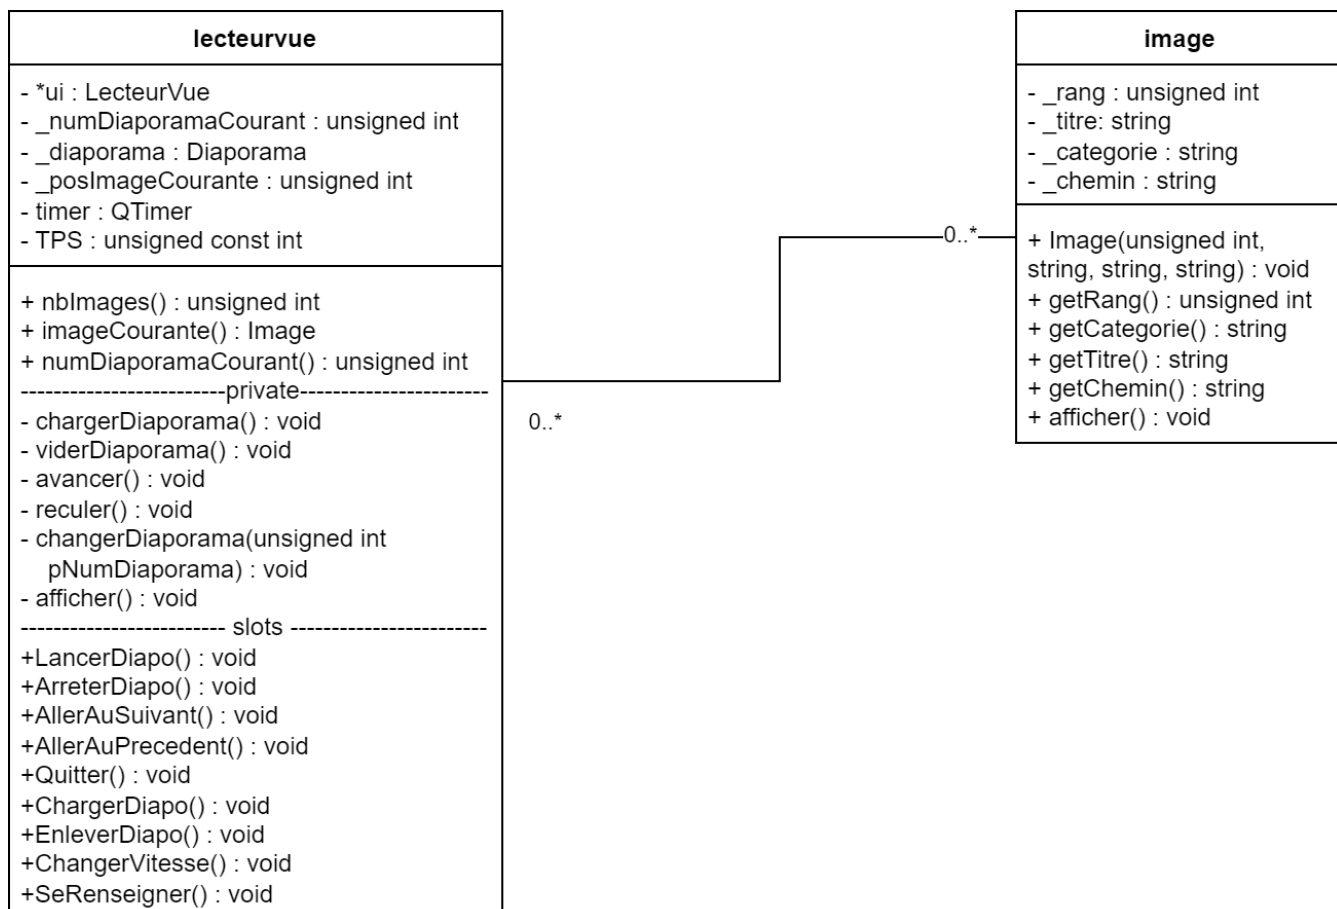 lecteurvue
- *ui : LecteurVue
- _numDiaporamaCourant : unsigned int
- _diaporama : Diaporama
- _posImageCourante : unsigned int
- timer : QTimer
- TPS : unsigned const int
+ nbImages() : unsigned int
+ imageCourante() : Image
+ numDiaporamaCourant() : unsigned int
-------------------------private-----------------------
- chargerDiaporama() : void
- viderDiaporama() : void
- avancer() : void
- reculer() : void
- changerDiaporama(unsigned int
pNumDiaporama) : void
- afficher() : void
------------------------- slots ------------------------
+LancerDiapo() : void
+ArreterDiapo() : void
+AllerAuSuivant() : void
+AllerAuPrecedent() : void
+Quitter() : void
+ChargerDiapo() : void
+EnleverDiapo() : void
+ChangerVitesse() : void
+SeRenseigner() : void
0..*
0..*
image
- _rang : unsigned int
- _titre: string
- _categorie : string
- _chemin : string
+ Image(unsigned int,
string, string, string) : void
+ getRang() : unsigned int
+ getCategorie() : string
+ getTitre() : string
+ getChemin() : string
+ afficher() : void